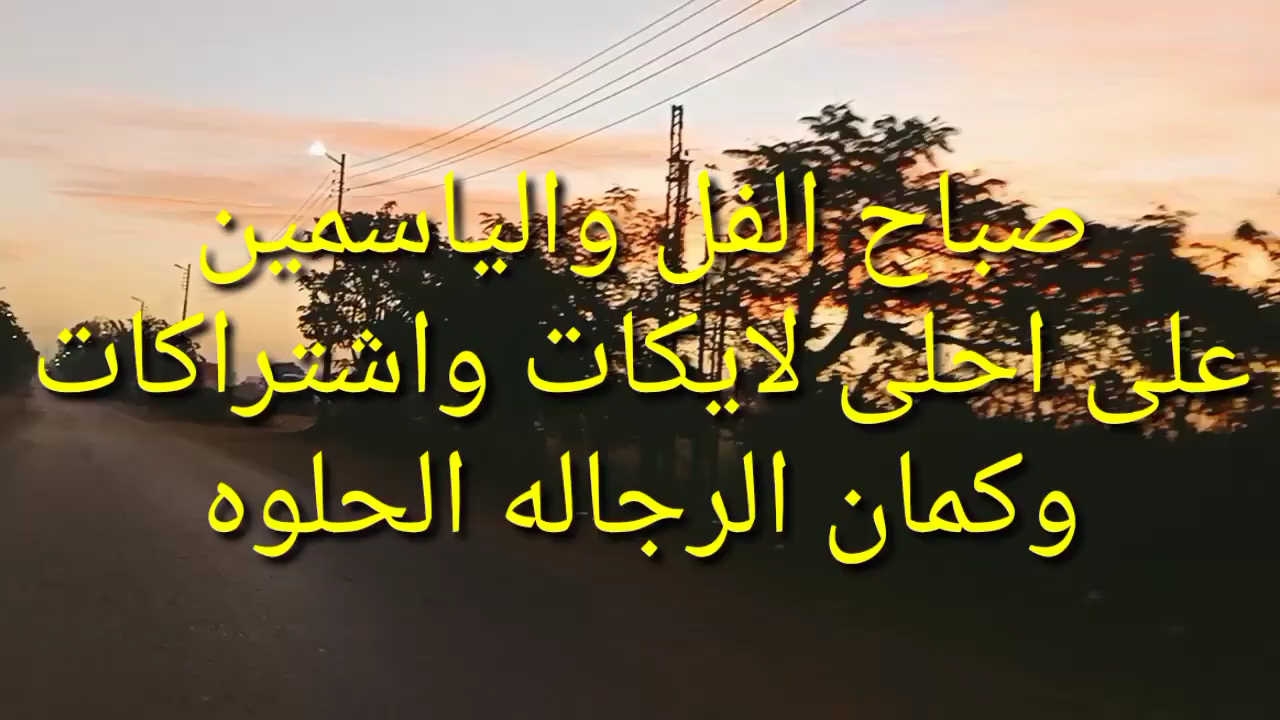 صباح الفل والياسمين
على احلى لايكات واشتراكات
وكمان الرجاله الحلوه